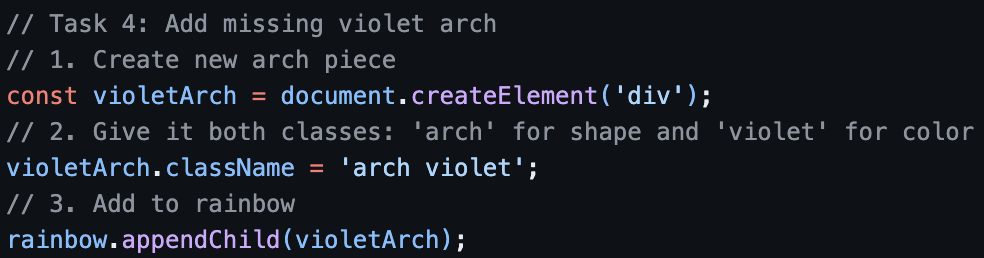 // Task 4: Add missing violet arch
// 1. Create new arch piece
const violetArch = document.createElement('div');
// 2. Give it both classes: 'arch' for shape and 'violet' for color
violetArch.className = 'arch violet';
// 3. Add to rainbow
rainbow.appendChild(violetArch);